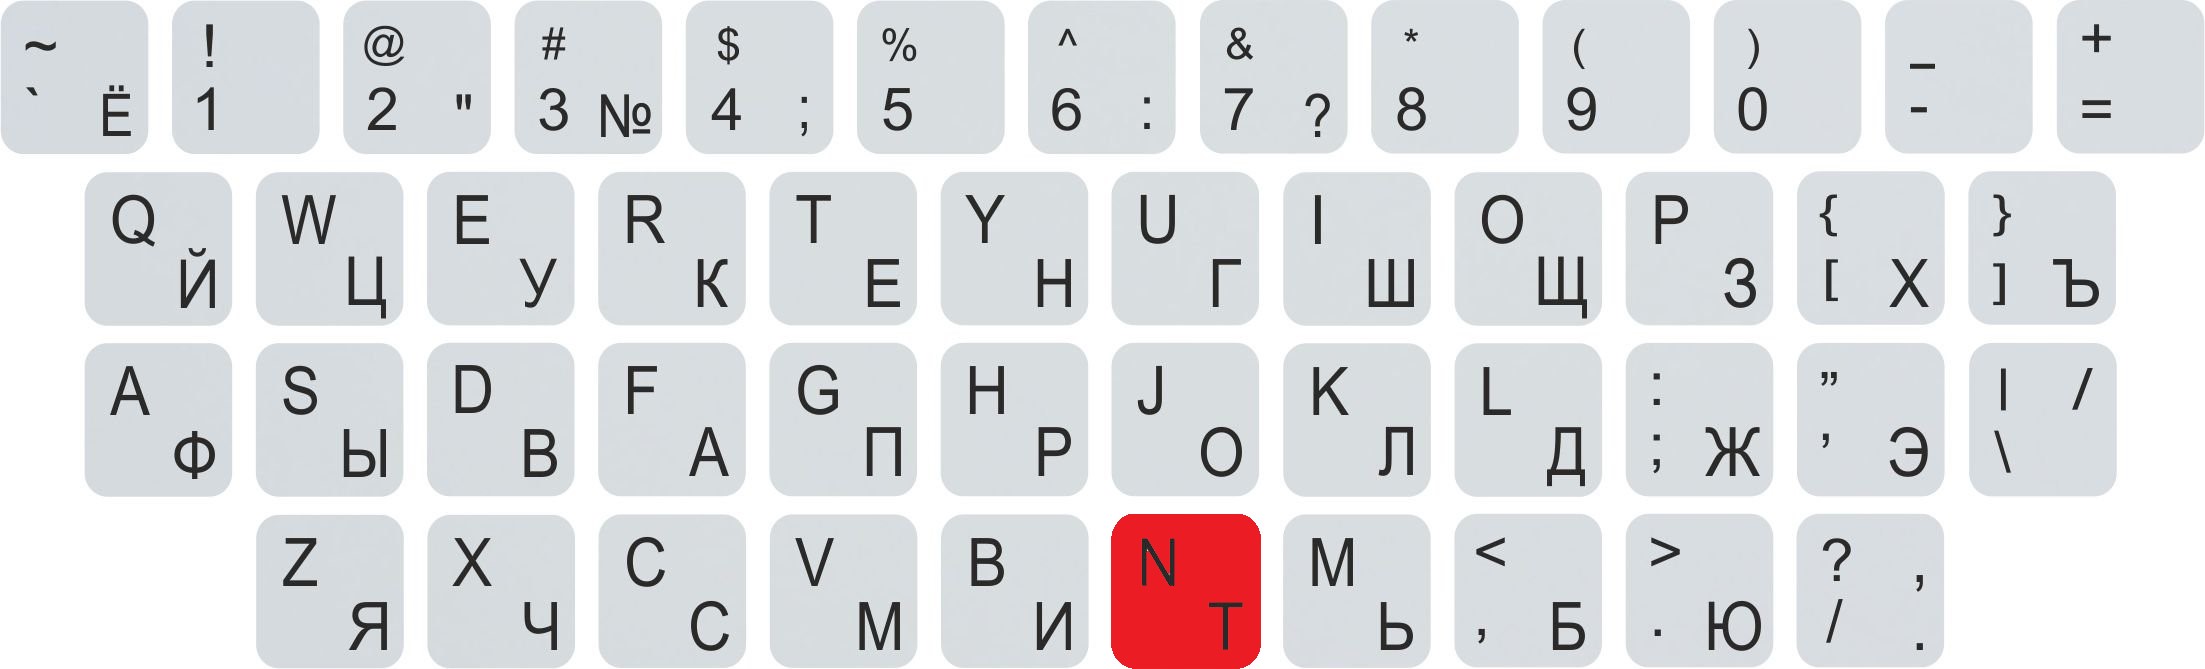 ~ ! @ # $ % ^ & * ( ) _ +
` Ё 1 2 " 3 № 4 ; 5 6 : 7 ? 8 9 0 - =
Q W E R T Y U I O P { }
Й Ц У К Е Н Г Ш Щ З [ Х ] Ъ
A S D F G H J K L : ” | /
Ф Ы В А П Р О Л Д ; Ж ’ Э \
Z X C V B N M < > ? ,
Я Ч С М И Т Ь , Б . Ю / .